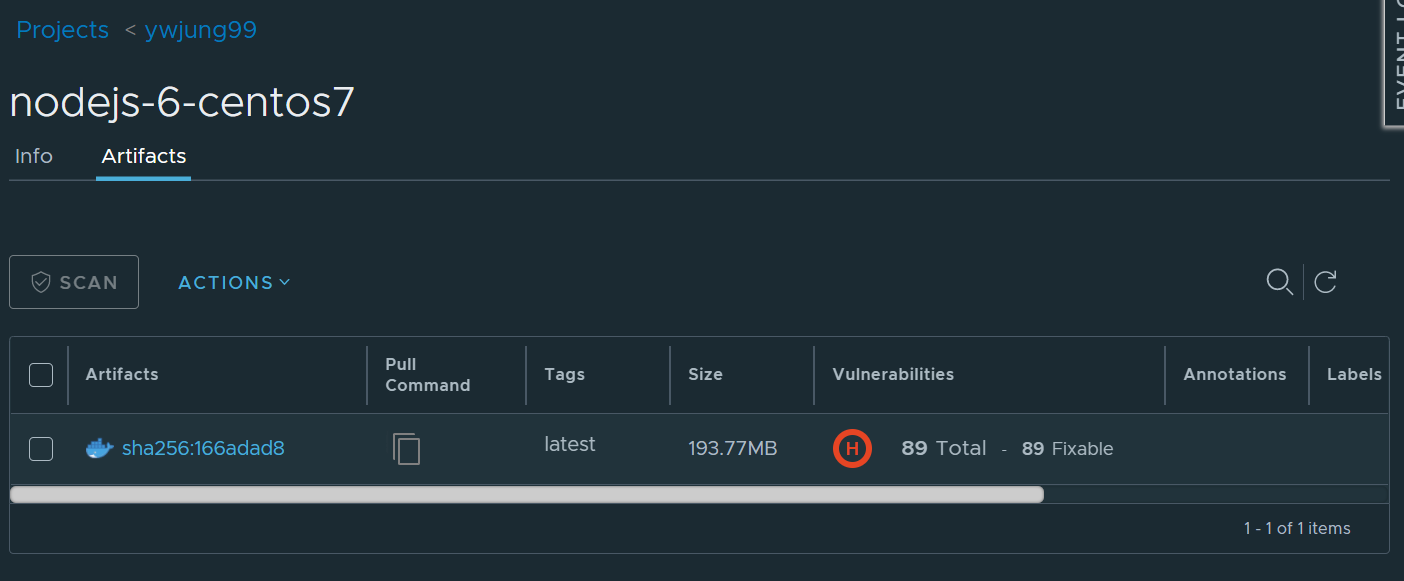 Projects < ywjung99
nodejs-6-centos7
Info Artifacts
SCAN ACTIONS
Artifacts Pull Command Tags Size Vulnerabilities Annotations Labels
sha256:166adad8 latest 193.77MB H 89 Total - 89 Fixable
1 - 1 of 1 items
EVENT